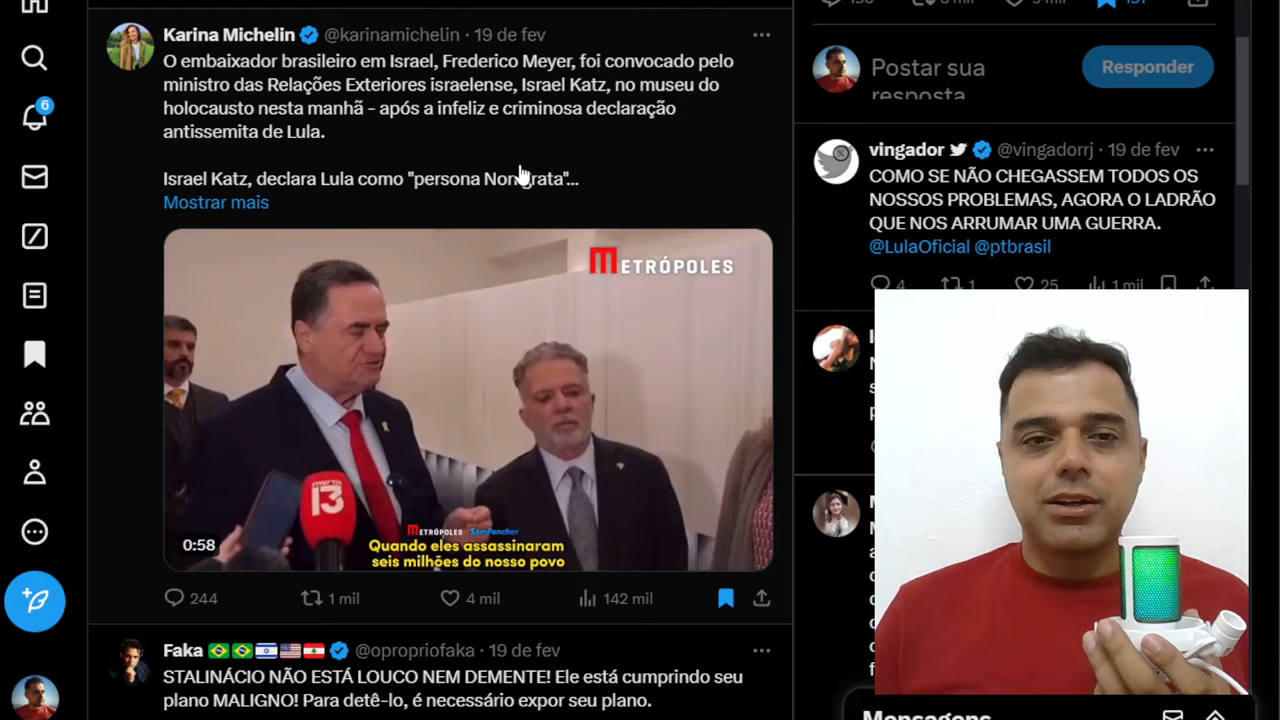 Karina Michelin @karinamichelin · 19 de fev
O embaixador brasileiro em Israel, Frederico Meyer, foi convocado pelo
ministro das Relações Exteriores israelense, Israel Katz, no museu do
holocausto nesta manhã - após a infeliz e criminosa declaração
antissemita de Lula.
Israel Katz, declara Lula como "persona Non grata"...
Mostrar mais
METRÓPOLES
13
METRÓPOLES SamPancher
0:58
Quando eles assassinaram
seis milhões do nosso povo
244
1 mil
4 mil
142 mil
Faka @opropriofaka · 19 de fev
STALINÁCIO NÃO ESTÁ LOUCO NEM DEMENTE! Ele está cumprindo seu
plano MALIGNO! Para detê-lo, é necessário expor seu plano.
6
Postar sua
resposta
Responder
vingador @vingadorrj · 19 de fev
COMO SE NÃO CHEGASSEM TODOS OS
NOSSOS PROBLEMAS, AGORA O LADRÃO
QUE NOS ARRUMAR UMA GUERRA.
@LulaOficial @ptbrasil
4
1
25
1 mil
Mensagens